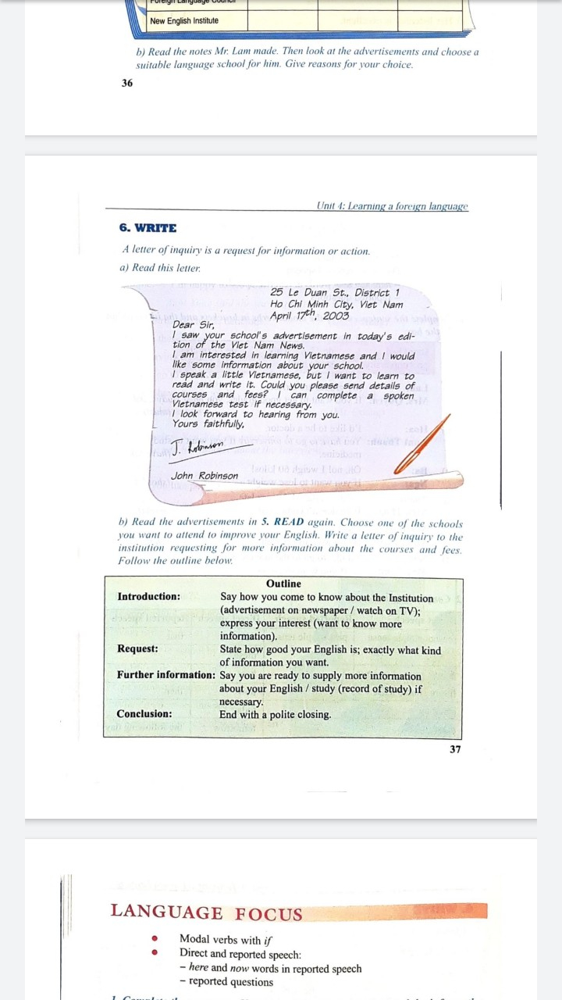 Foreign Language Council
New English Institute
b) Read the notes Mr. Lam made. Then look at the advertisements and choose a
suitable language school for him. Give reasons for your choice.
36
Unit 4: Learning a foreign language
6. WRITE
A letter of inquiry is a request for information or action.
a) Read this letter.
25 Le Duan St., District 1
Ho Chi Minh City, Viet Nam
April 17th, 2003
Dear Sir,
I saw your school's advertisement in today's edi-
tion of the Viet Nam News.
I am interested in learning Vietnamese and I would
like some information about your school.
I speak a little Vietnamese, but I want to learn to
read and write it. Could you please send details of
courses and fees? I can complete a spoken
Vietnamese test if necessary.
I look forward to hearing from you.
Yours faithfully,
J. Robinson
John Robinson
b) Read the advertisements in 5. READ again. Choose one of the schools
you want to attend to improve your English. Write a letter of inquiry to the
institution requesting for more information about the courses and fees.
Follow the outline below.
Outline
Introduction: Say how you come to know about the Institution
(advertisement on newspaper / watch on TV);
express your interest (want to know more
information).
Request: State how good your English is; exactly what kind
of information you want.
Further information: Say you are ready to supply more information
about your English / study (record of study) if
necessary.
Conclusion: End with a polite closing.
37
LANGUAGE FOCUS
• Modal verbs with if
• Direct and reported speech:
– here and now words in reported speech
– reported questions